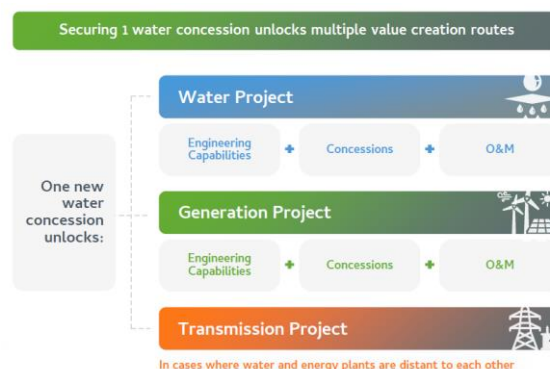 Securing 1 water concession unlocks multiple value creation routes
Water Project
Engineering
Capabilities
+
Concessions
+
O&M
One new
water
concession
unlocks:
Generation Project
Engineering
Capabilities
+
Concessions
+
O&M
Transmission Project
In cases where water and energy plants are distant to each other